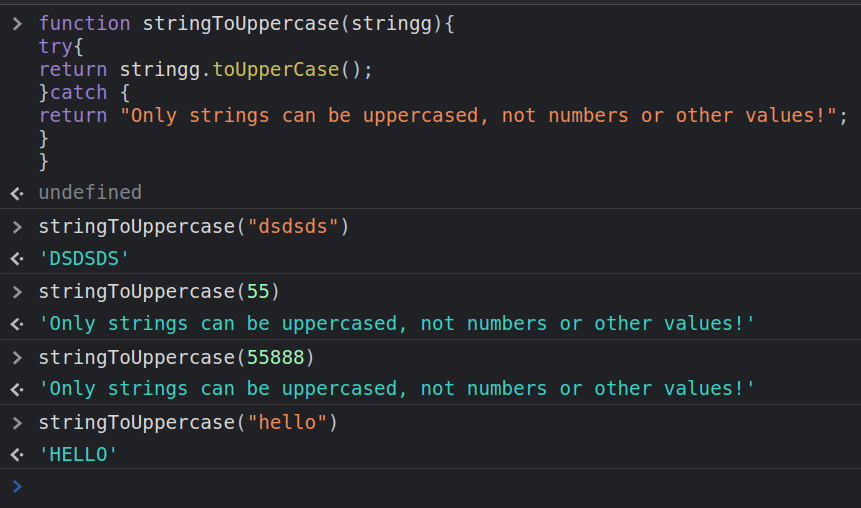 function stringToUppercase(stringg){
try{
return stringg.toUpperCase();
}catch {
return "Only strings can be uppercased, not numbers or other values!";
}
}
undefined
stringToUppercase("dsdsds")
'DSDSDS'
stringToUppercase(55)
'Only strings can be uppercased, not numbers or other values!'
stringToUppercase(55888)
'Only strings can be uppercased, not numbers or other values!'
stringToUppercase("hello")
'HELLO'